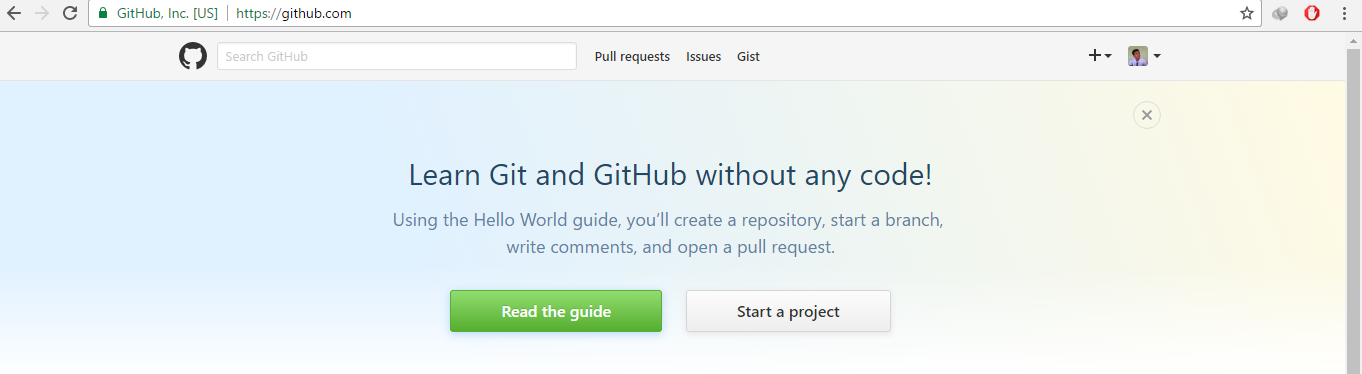 GitHub, Inc. [US] https://github.com
Search GitHub Pull requests Issues Gist
Learn Git and GitHub without any code!
Using the Hello World guide, you’ll create a repository, start a branch,
write comments, and open a pull request.
Read the guide Start a project